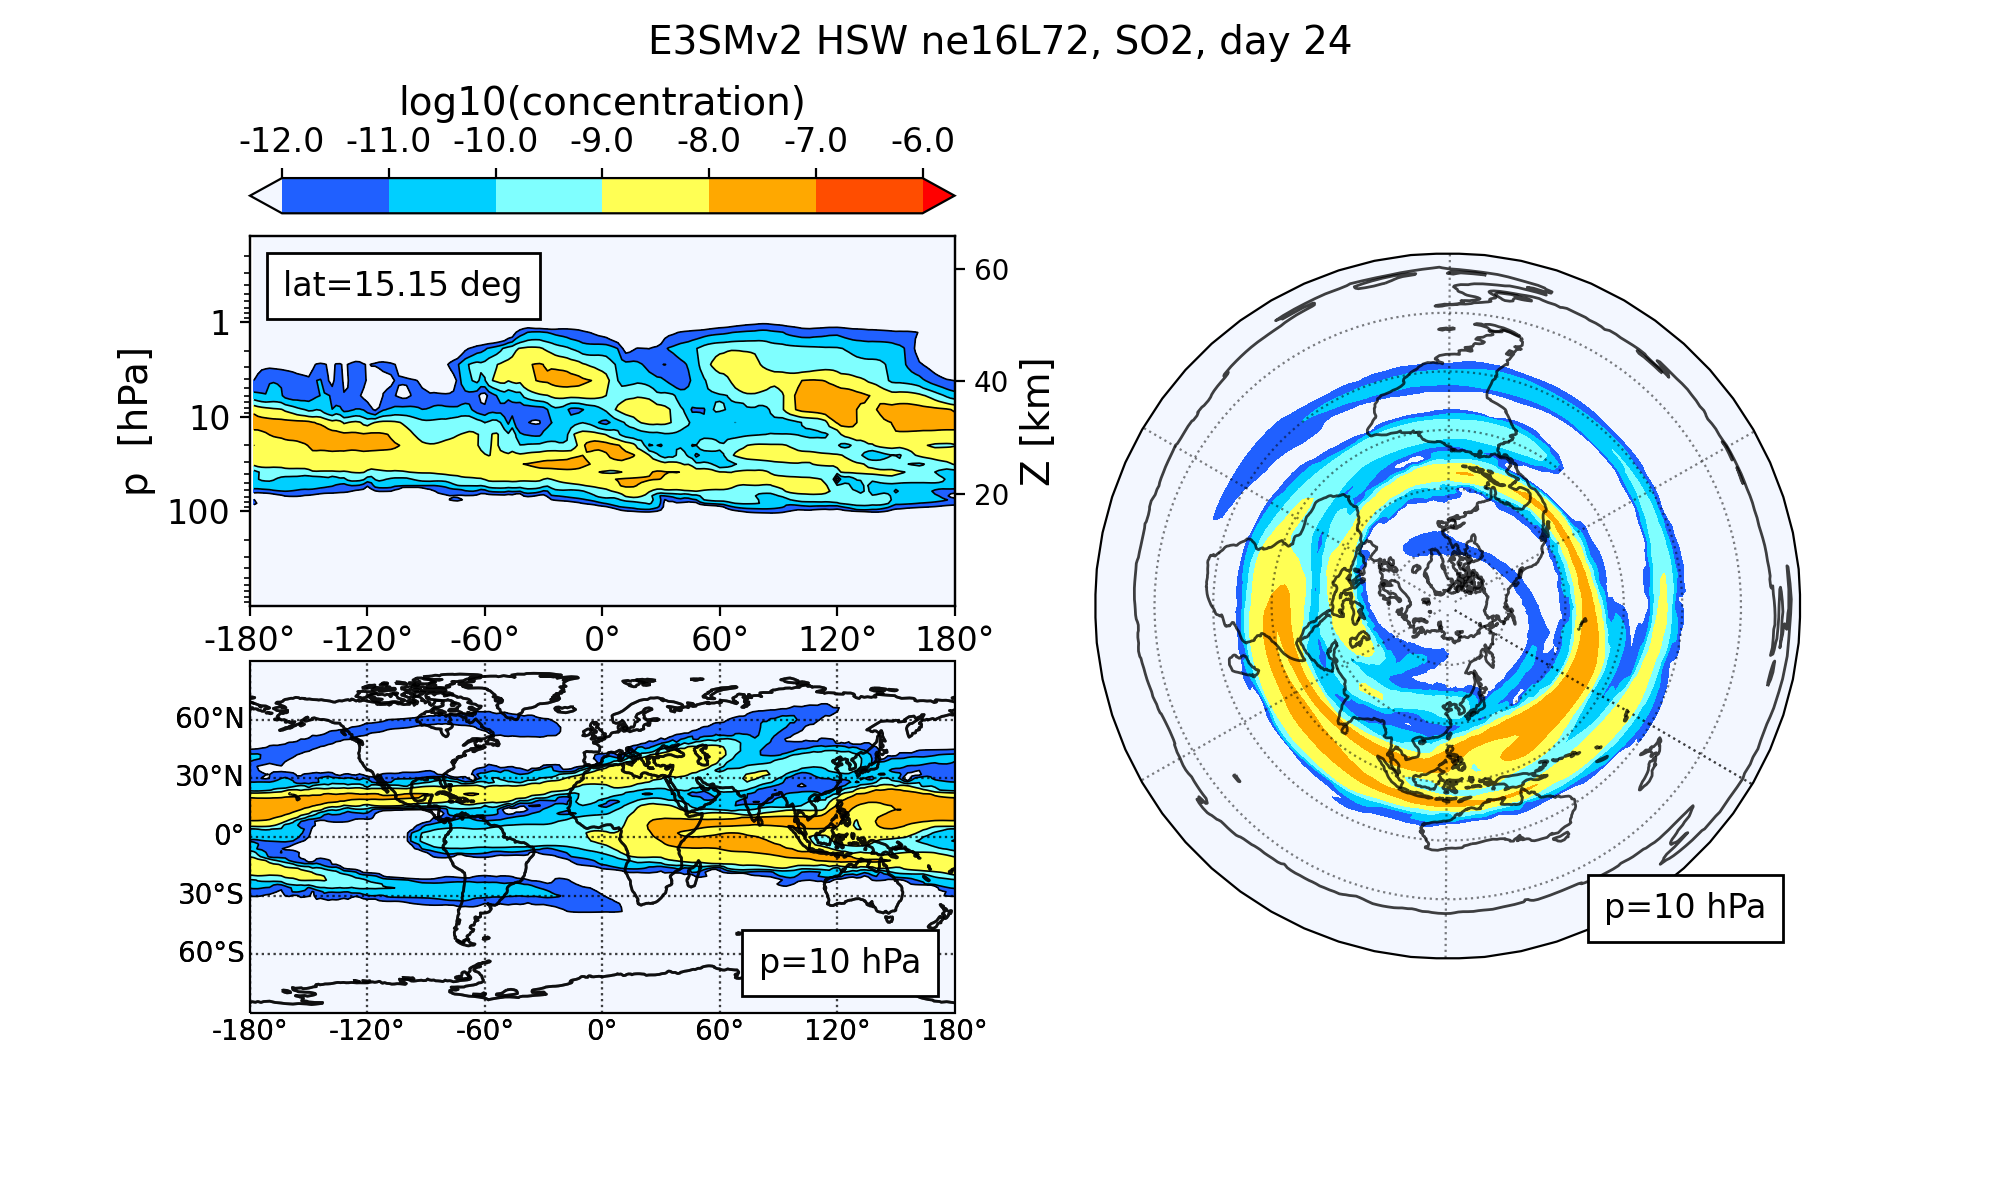 E3SMv2 HSW ne16L72, SO2, day 24
log10(concentration)
-12.0 -11.0 -10.0 -9.0 -8.0 -7.0 -6.0
lat=15.15 deg
p [hPa]
1
10
100
60
40
20
Z [km]
-180° -120° -60° 0° 60° 120° 180°
60°N
30°N
0°
30°S
60°S
p=10 hPa
-180° -120° -60° 0° 60° 120° 180°
p=10 hPa